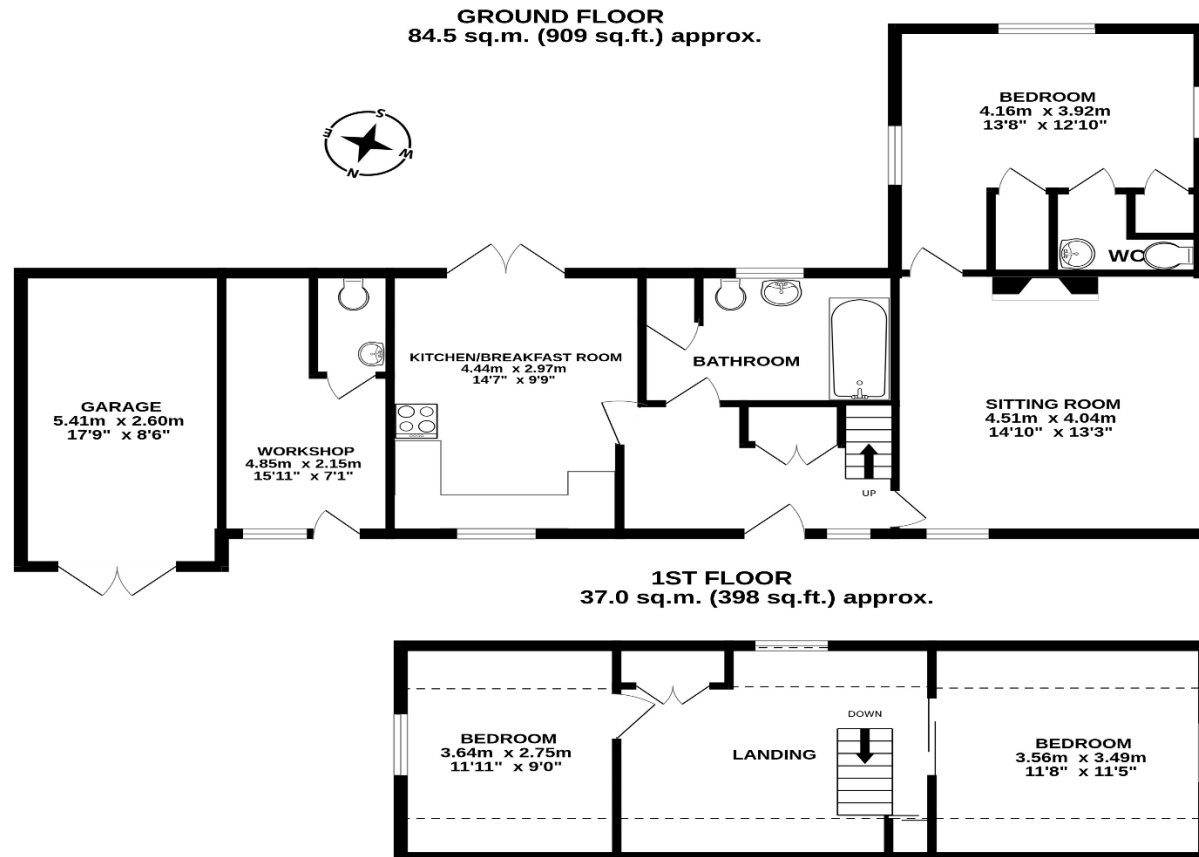 GROUND FLOOR
84.5 sq.m. (909 sq.ft.) approx.
S
E
W
N
BEDROOM
4.16m x 3.92m
13'8" x 12'10"
WC
KITCHEN/BREAKFAST ROOM
4.44m x 2.97m
14'7" x 9'9"
BATHROOM
GARAGE
5.41m x 2.60m
17'9" x 8'6"
WORKSHOP
4.85m x 2.15m
15'11" x 7'1"
SITTING ROOM
4.51m x 4.04m
14'10" x 13'3"
UP
1ST FLOOR
37.0 sq.m. (398 sq.ft.) approx.
BEDROOM
3.64m x 2.75m
11'11" x 9'0"
LANDING
DOWN
BEDROOM
3.56m x 3.49m
11'8" x 11'5"